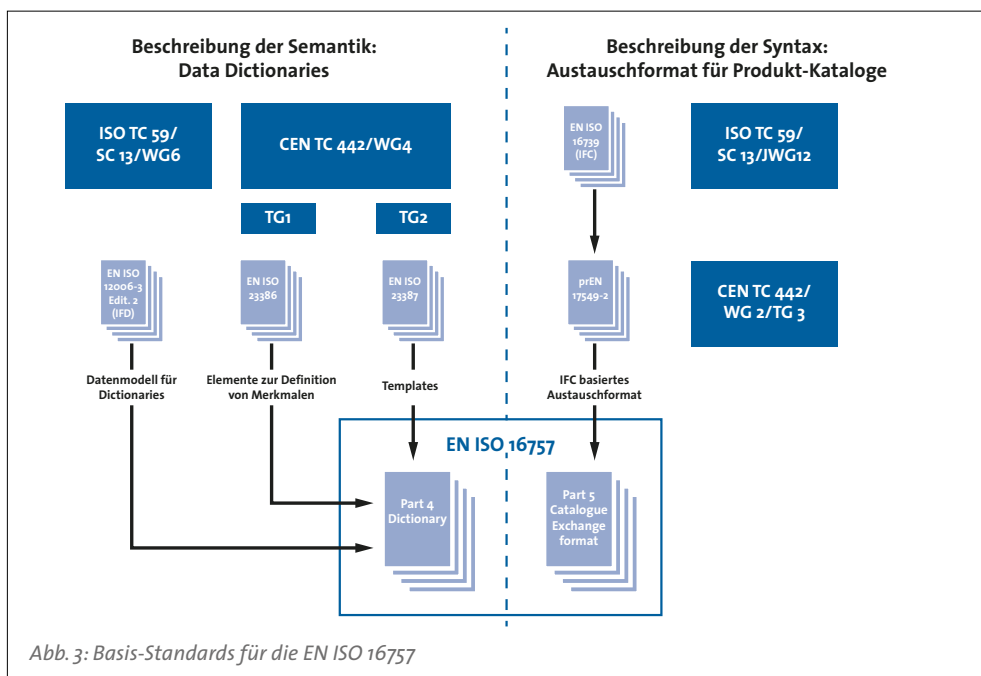 Beschreibung der Semantik:
Data Dictionaries
Beschreibung der Syntax:
Austauschformat für Produkt-Kataloge
ISO TC 59/
SC 13/WG6
CEN TC 442/WG4
TG1
TG2
EN ISO
16739
(IFC)
ISO TC 59/
SC 13/JWG12
EN ISO
12006-3
Edit. 2
(IFD)
EN ISO
23386
EN ISO
23387
prEN
17549-2
CEN TC 442/
WG 2/TG 3
Datenmodell für
Dictionaries
Elemente zur Definition
von Merkmalen
Templates
IFC basiertes
Austauschformat
EN ISO 16757
Part 4
Dictionary
Part 5
Catalogue
Exchange
format
Abb. 3: Basis-Standards für die EN ISO 16757